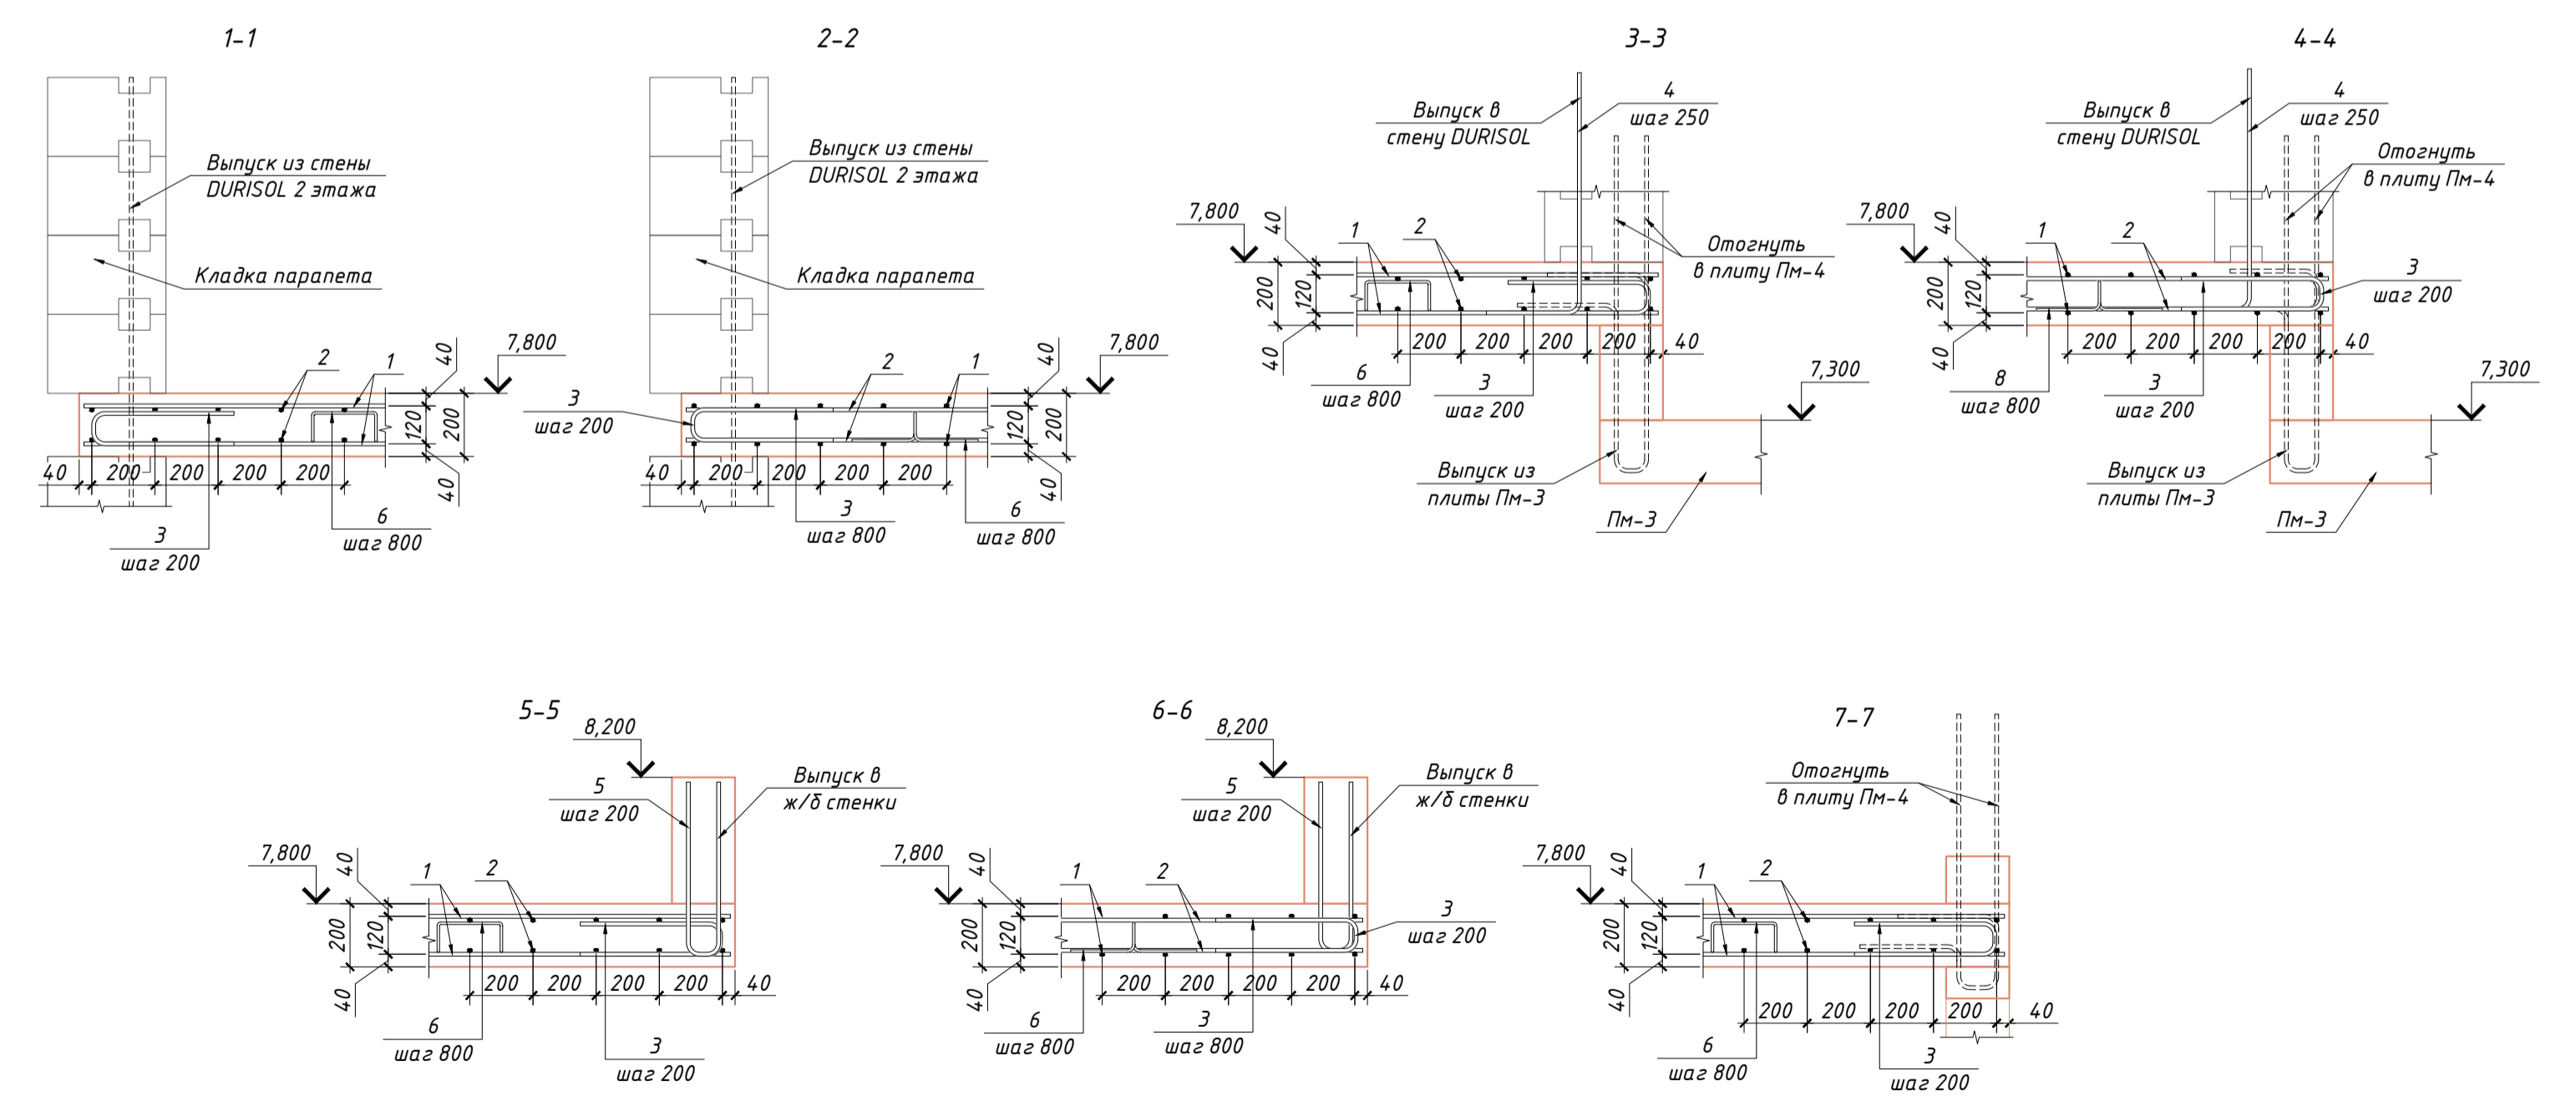 1-1
Выпуск из стены
DURISOL 2 этажа
Кладка парапета
2
1
40
7,800
120
200
40
40
200
200
200
200
3
шаг 200
6
шаг 800
2-2
Выпуск из стены
DURISOL 2 этажа
Кладка парапета
3
шаг 200
2
1
40
7,800
120
200
40
40
200
200
200
200
3
шаг 800
6
шаг 800
3-3
Выпуск в
стену DURISOL
4
шаг 250
7,800
40
1
2
Отогнуть
в плиту Пм-4
200
120
40
200
200
200
200
40
6
шаг 800
3
шаг 200
7,300
Выпуск из
плиты Пм-3
Пм-3
4-4
Выпуск в
стену DURISOL
4
шаг 250
Отогнуть
в плиту Пм-4
7,800
40
1
2
3
шаг 200
200
120
40
200
200
200
200
40
8
шаг 800
3
шаг 200
7,300
Выпуск из
плиты Пм-3
Пм-3
5-5
8,200
5
шаг 200
Выпуск в
ж/б стенки
7,800
40
1
2
200
120
40
200
200
200
200
40
6
шаг 800
3
шаг 200
6-6
8,200
5
шаг 200
Выпуск в
ж/б стенки
7,800
40
1
2
3
шаг 200
200
120
40
200
200
200
200
40
6
шаг 800
3
шаг 800
7-7
Отогнуть
в плиту Пм-4
7,800
40
1
2
200
120
40
200
200
200
200
40
6
шаг 800
3
шаг 200